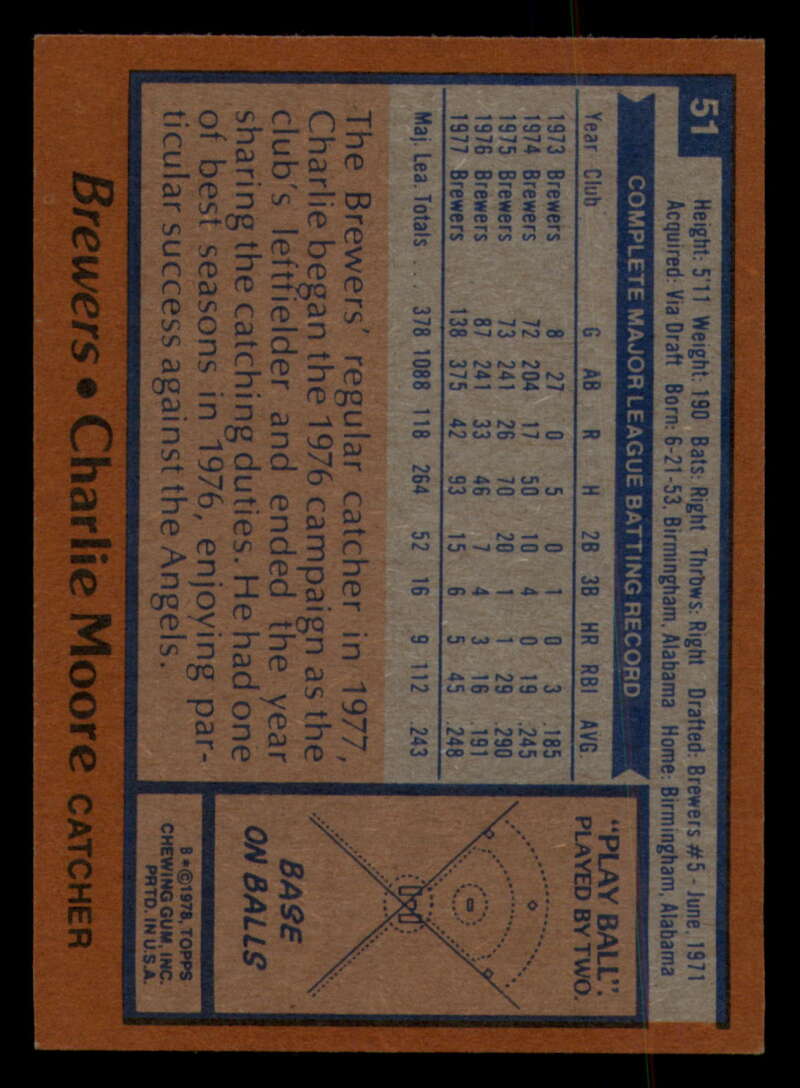 51
Height: 5'11 Weight: 190 Bats: Right Throws: Right Drafted: Brewers #5 - June, 1971
Acquired: Via Draft Born: 6-21-53, Birmingham, Alabama Home: Birmingham, Alabama
COMPLETE MAJOR LEAGUE BATTING RECORD
Year Club G AB R H 2B 3B HR RBI AVG.
1973 Brewers 8 27 0 5 0 1 0 3 .185
1974 Brewers 72 204 17 50 10 4 0 19 .245
1975 Brewers 73 241 26 70 20 1 1 29 .290
1976 Brewers 87 241 33 46 7 4 3 16 .191
1977 Brewers 138 375 42 93 15 6 5 45 .248
Maj. Lea. Totals . . . 378 1088 118 264 52 16 9 112 .243
The Brewers' regular catcher in 1977,
Charlie began the 1976 campaign as the
club's leftfielder and ended the year
sharing the catching duties. He had one
of best seasons in 1976, enjoying par-
ticular success against the Angels.
"PLAY BALL".
PLAYED BY TWO.
BASE
ON BALLS
B*©1978, TOPPS
CHEWING GUM, INC.
PRTD. IN U.S.A.
Brewers • Charlie Moore CATCHER